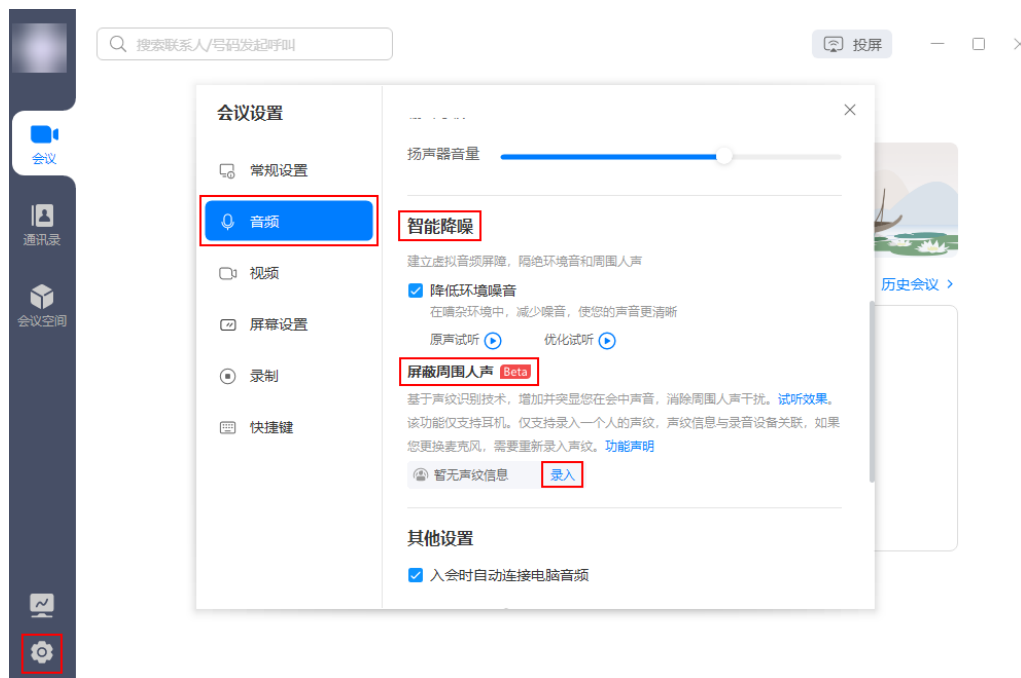 搜索联系人/号码发起呼叫
投屏
会议
通讯录
会议空间
历史会议
会议设置
常规设置
音频
视频
屏幕设置
录制
快捷键
扬声器音量
智能降噪
建立虚拟音频屏障，隔绝环境音和周围人声
降低环境噪音
在嘈杂环境中，减少噪音，使您的声音更清晰
原声试听 优化试听
屏蔽周围人声 Beta
基于声纹识别技术，增加并突显您在会中声音，消除周围人声干扰。试听效果。
该功能仅支持耳机。仅支持录入一个人的声纹，声纹信息与录音设备关联，如果
您更换麦克风，需要重新录入声纹。功能声明
暂无声纹信息 录入
其他设置
入会时自动连接电脑音频